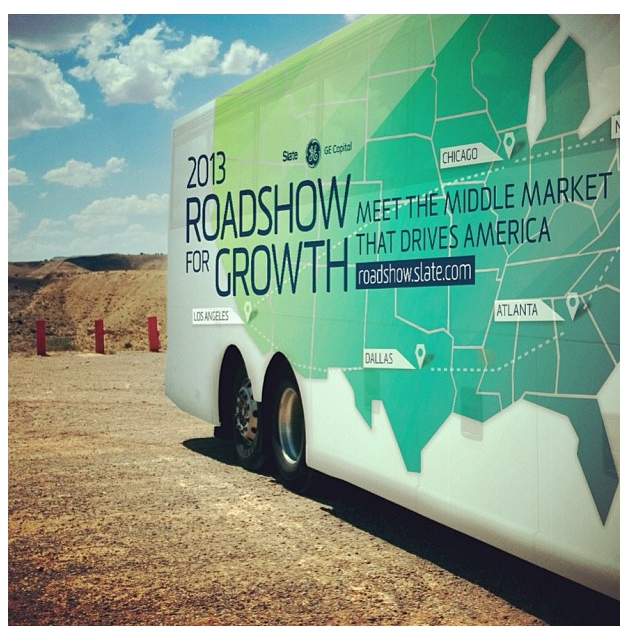 Slate GE Capital
2013
ROADSHOW
FOR GROWTH
MEET THE MIDDLE MARKET
THAT DRIVES AMERICA
roadshow.slate.com
CHICAGO
N
LOS ANGELES
ATLANTA
DALLAS